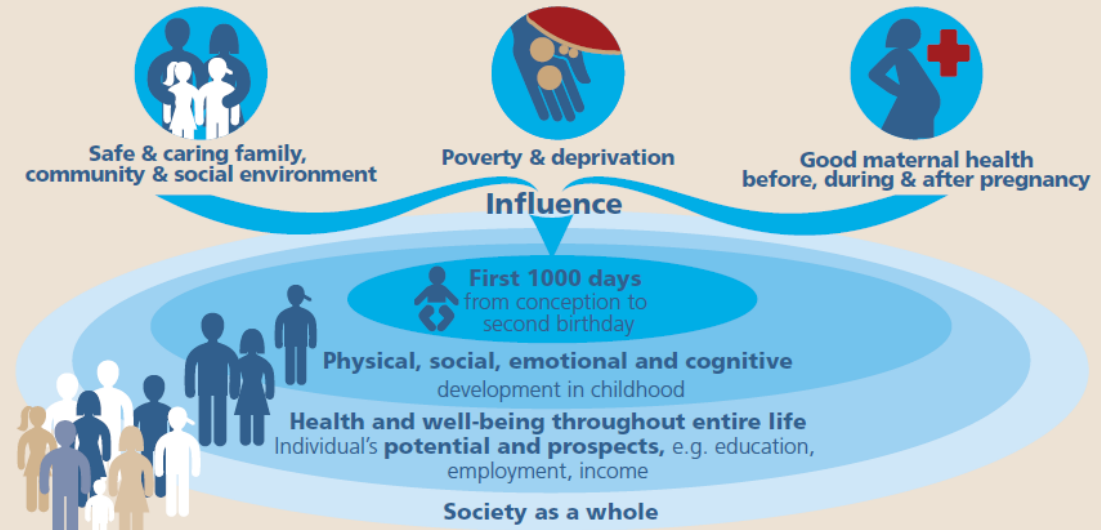 Safe & caring family,
community & social environment
Poverty & deprivation
Good maternal health
before, during & after pregnancy
Influence
First 1000 days
from conception to
second birthday
Physical, social, emotional and cognitive
development in childhood
Health and well-being throughout entire life
Individual's potential and prospects, e.g. education,
employment, income
Society as a whole